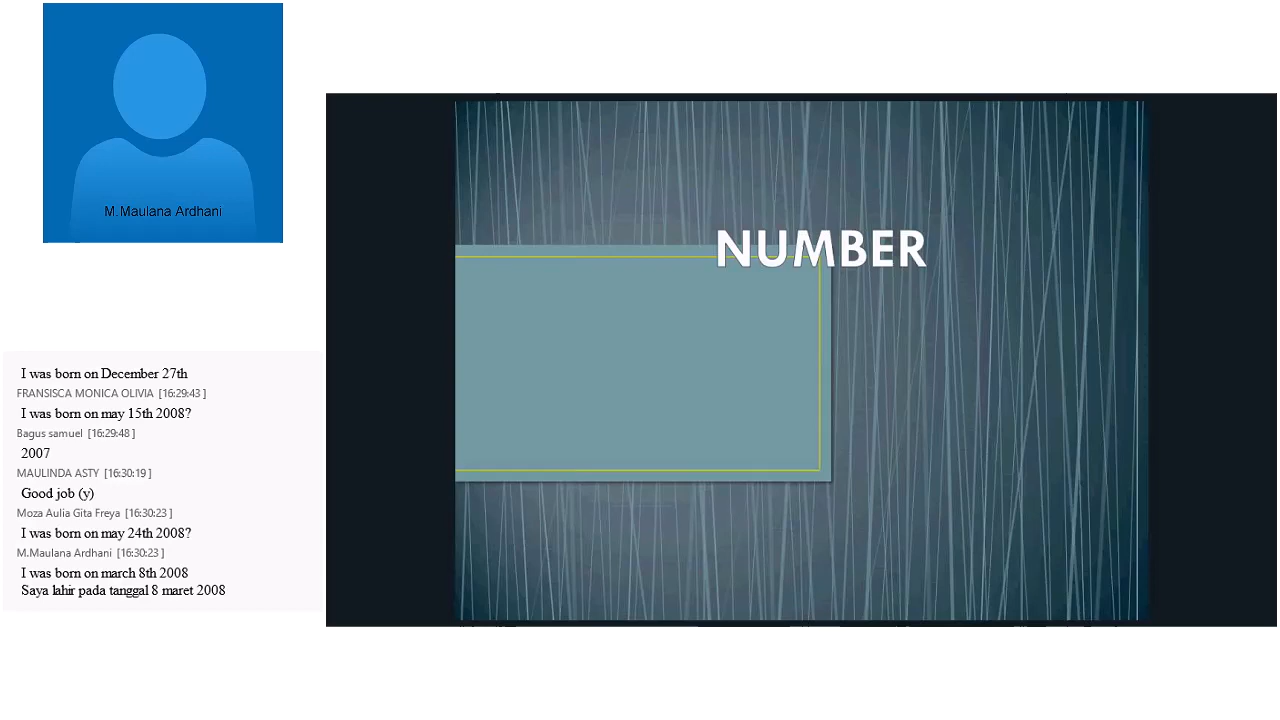 M.Maulana Ardhani
NUMBER
I was born on December 27th
FRANSISCA MONICA OLIVIA [16:29:43 ]
I was born on may 15th 2008?
Bagus samuel [16:29:48 ]
2007
MAULINDA ASTY [16:30:19 ]
Good job (y)
Moza Aulia Gita Freya [16:30:23 ]
I was born on may 24th 2008?
M.Maulana Ardhani [16:30:23 ]
I was born on march 8th 2008
Saya lahir pada tanggal 8 maret 2008